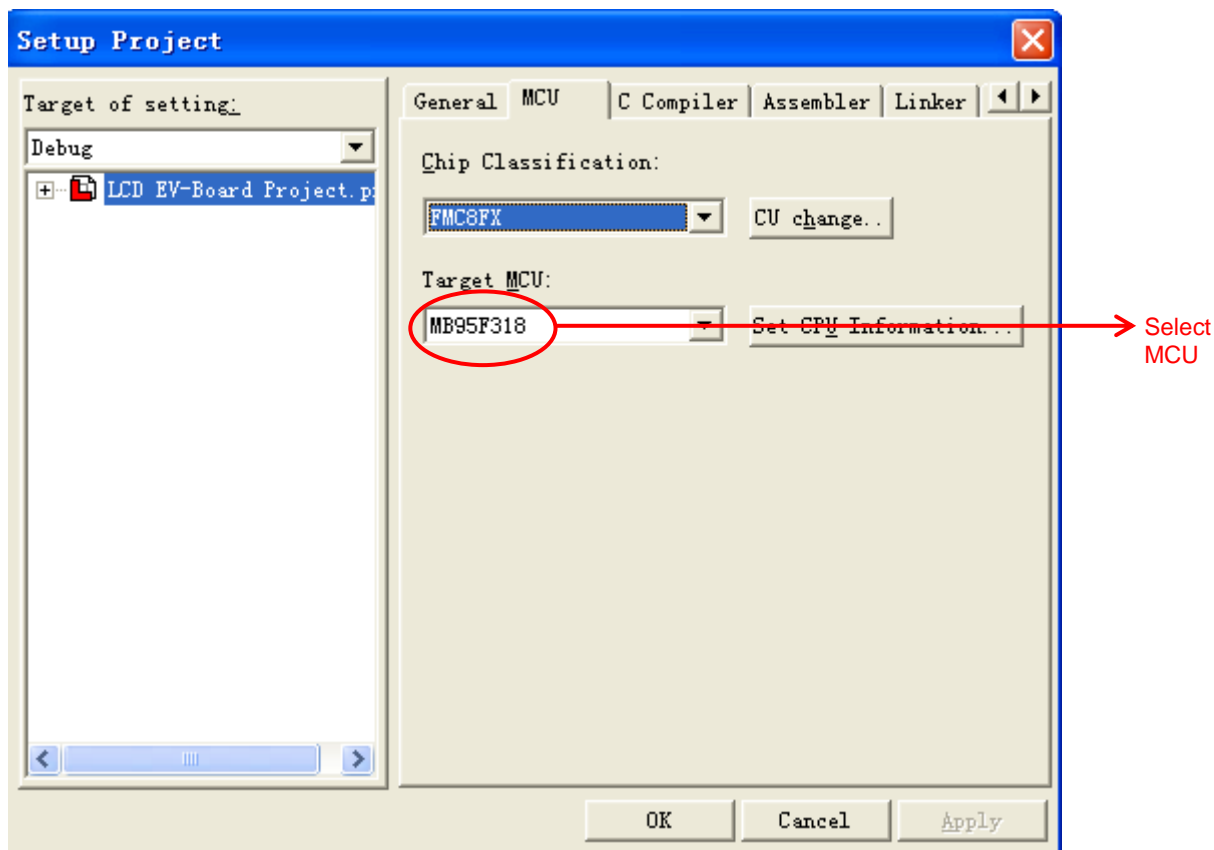 Setup Project
Target of setting:
Debug
LCD EV-Board Project.p
General MCU C Compiler Assembler Linker
Chip Classification:
FMC8FX CU change..
Target MCU:
MB95F318 Set CPU Information...
Select
MCU
OK Cancel Apply